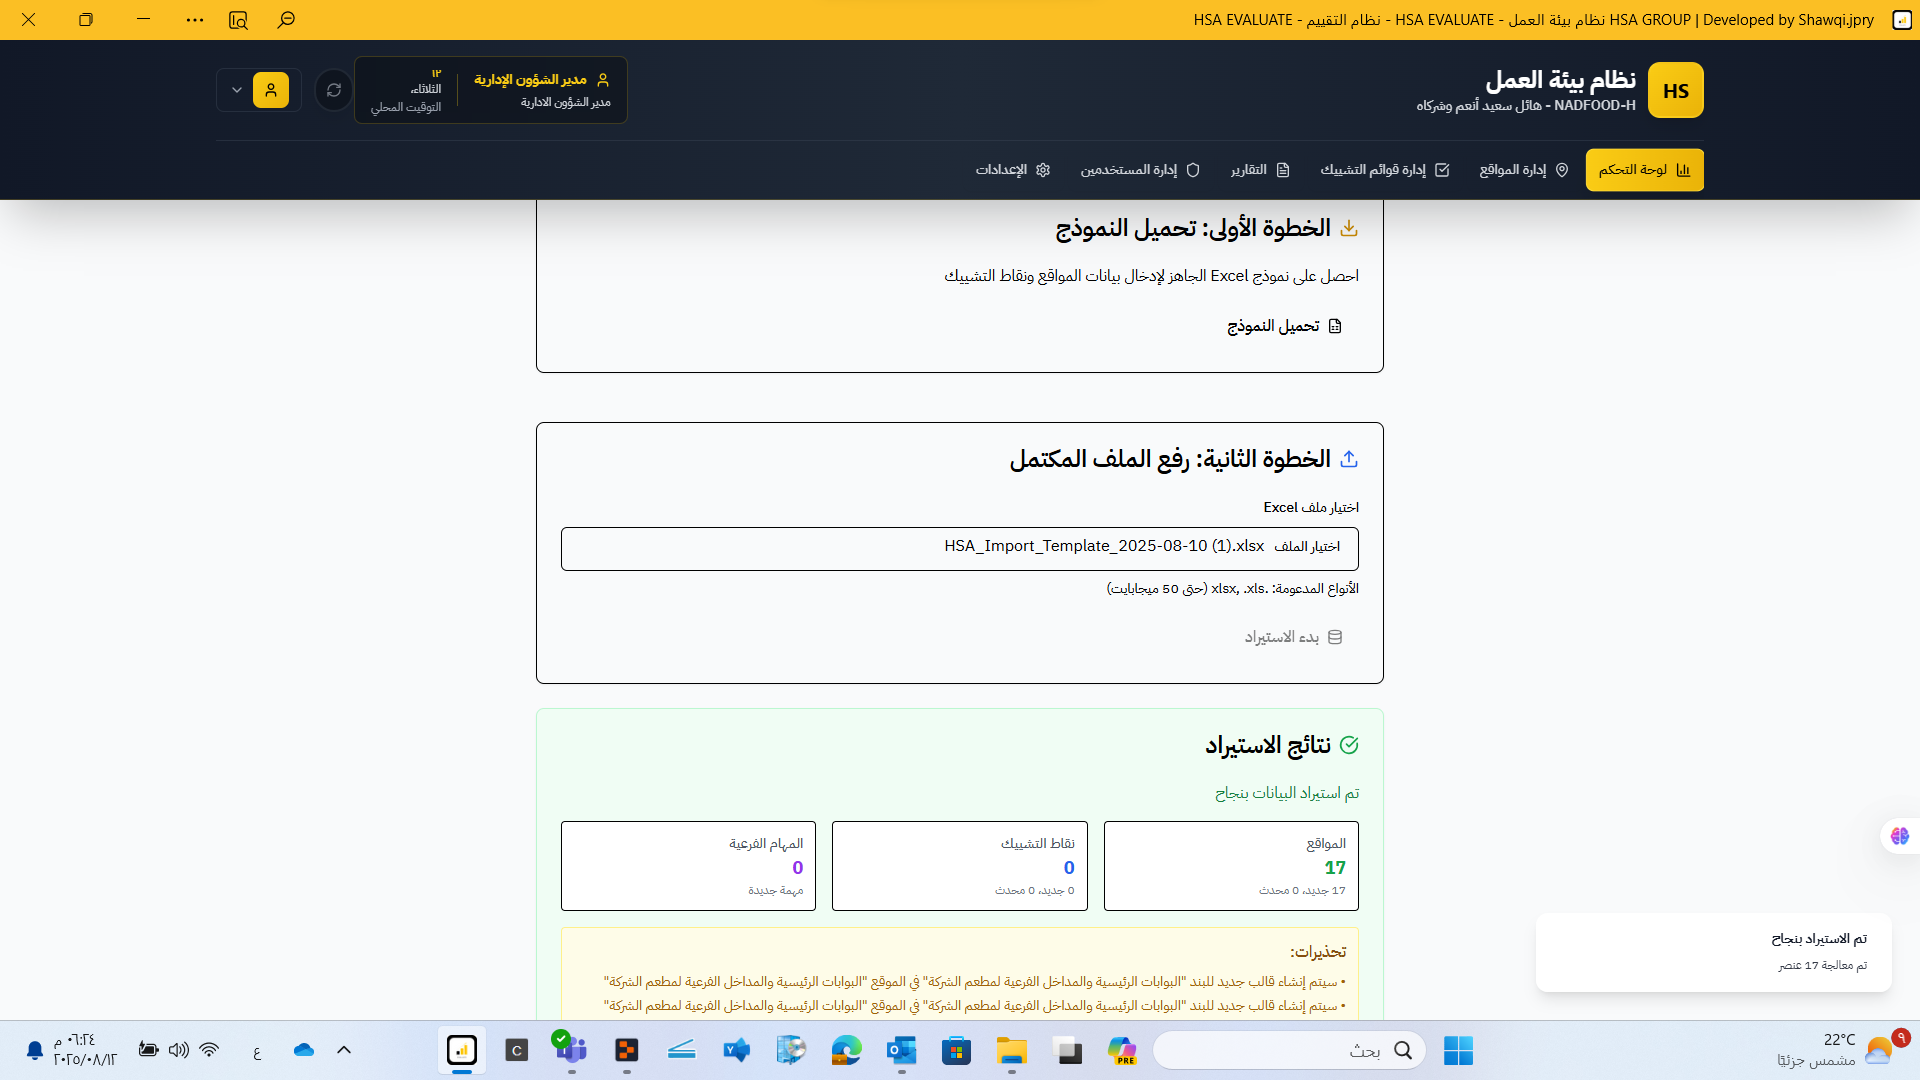 HSA EVALUATE - نظام التقييم - HSA EVALUATE - نظام بيئة العمل HSA GROUP | Developed by Shawqi.jpry
HS
نظام بيئة العمل
NADFOOD-H - هائل سعيد أنعم وشركاه
مدير الشؤون الإدارية
مدير الشؤون الادارية
١٢
الثلاثاء،
التوقيت المحلي
لوحة التحكم
إدارة المواقع
إدارة قوائم التشييك
التقارير
إدارة المستخدمين
الإعدادات
الخطوة الأولى: تحميل النموذج
احصل على نموذج Excel الجاهز لإدخال بيانات المواقع ونقاط التشييك
تحميل النموذج
الخطوة الثانية: رفع الملف المكتمل
اختيار ملف Excel
اختيار الملف HSA_Import_Template_2025-08-10 (1).xlsx
الأنواع المدعومة: .xlsx, .xls (حتى 50 ميجابايت)
بدء الاستيراد
نتائج الاستيراد
تم استيراد البيانات بنجاح
المواقع
17
17 جديد، 0 محدث
نقاط التشييك
0
0 جديد، 0 محدث
المهام الفرعية
0
مهمة جديدة
تحذيرات:
• سيتم إنشاء قالب جديد للبند "البوابات الرئيسية والمداخل الفرعية لمطعم الشركة" في الموقع "البوابات الرئيسية والمداخل الفرعية لمطعم الشركة"
• سيتم إنشاء قالب جديد للبند "البوابات الرئيسية والمداخل الفرعية لمطعم الشركة" في الموقع "البوابات الرئيسية والمداخل الفرعية لمطعم الشركة"
تم الاستيراد بنجاح
تم معالجة 17 عنصر
٩
22°C
مشمس جزئيًا
بحث
PRE
C
ع
٠٦:٢٤ م
٢٠٢٥/٠٨/١٢